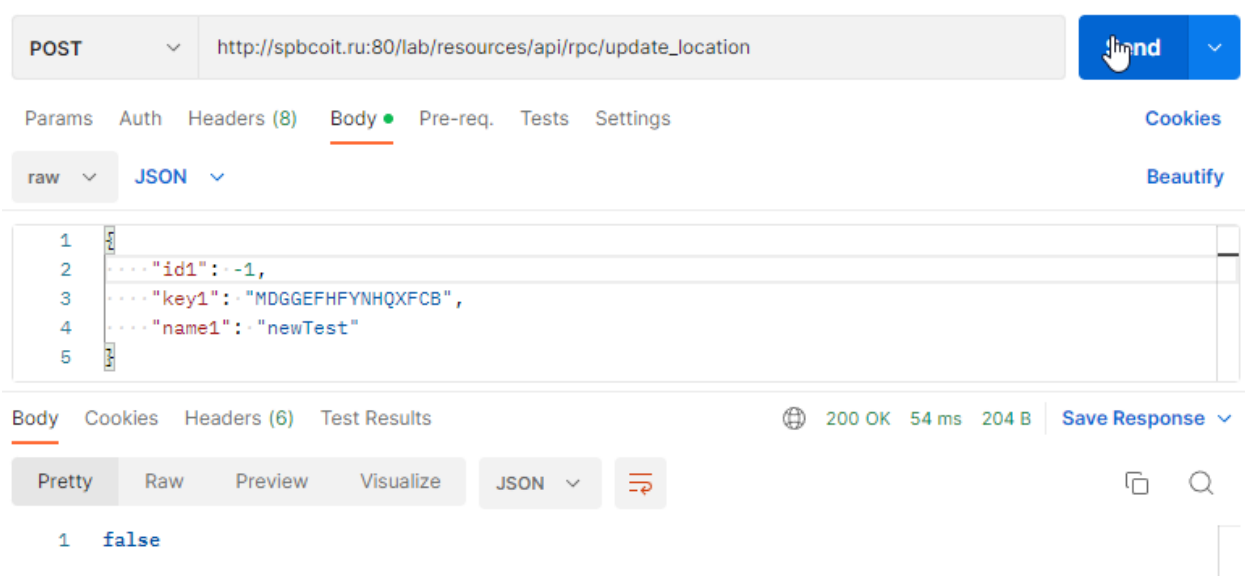 POST http://spbcoit.ru:80/lab/resources/api/rpc/update_location
Params Auth Headers (8) Body Pre-req. Tests Settings Cookies
raw JSON Beautify
1 {
2 "id1": -1,
3 "key1": "MDGGEFHFYNHQXFCB",
4 "name1": "newTest"
5 }
Body Cookies Headers (6) Test Results 200 OK 54 ms 204 B Save Response
Pretty Raw Preview Visualize JSON
1 false